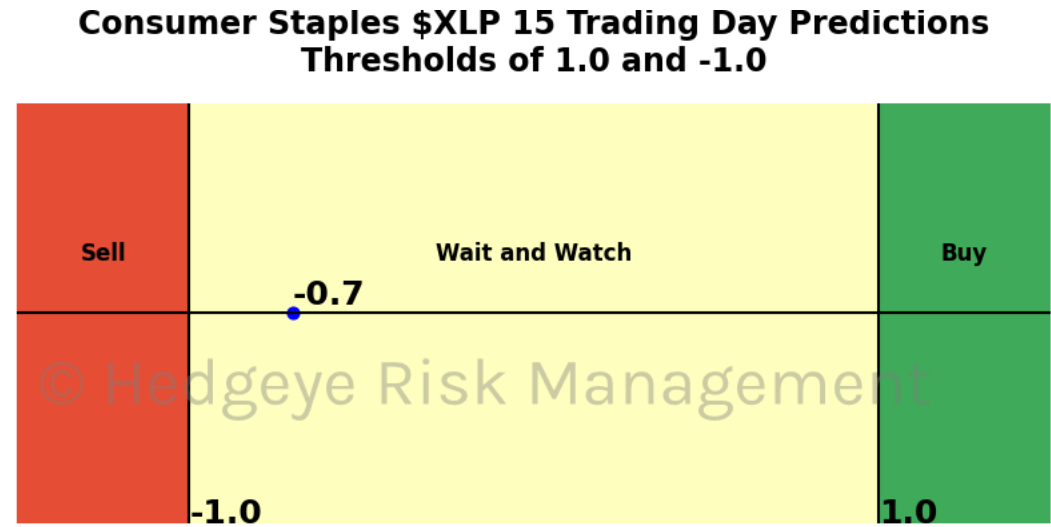 Consumer Staples $XLP 15 Trading Day Predictions
Thresholds of 1.0 and -1.0
Sell
Wait and Watch
Buy
-0.7
© Hedgeye Risk Management
-1.0
1.0